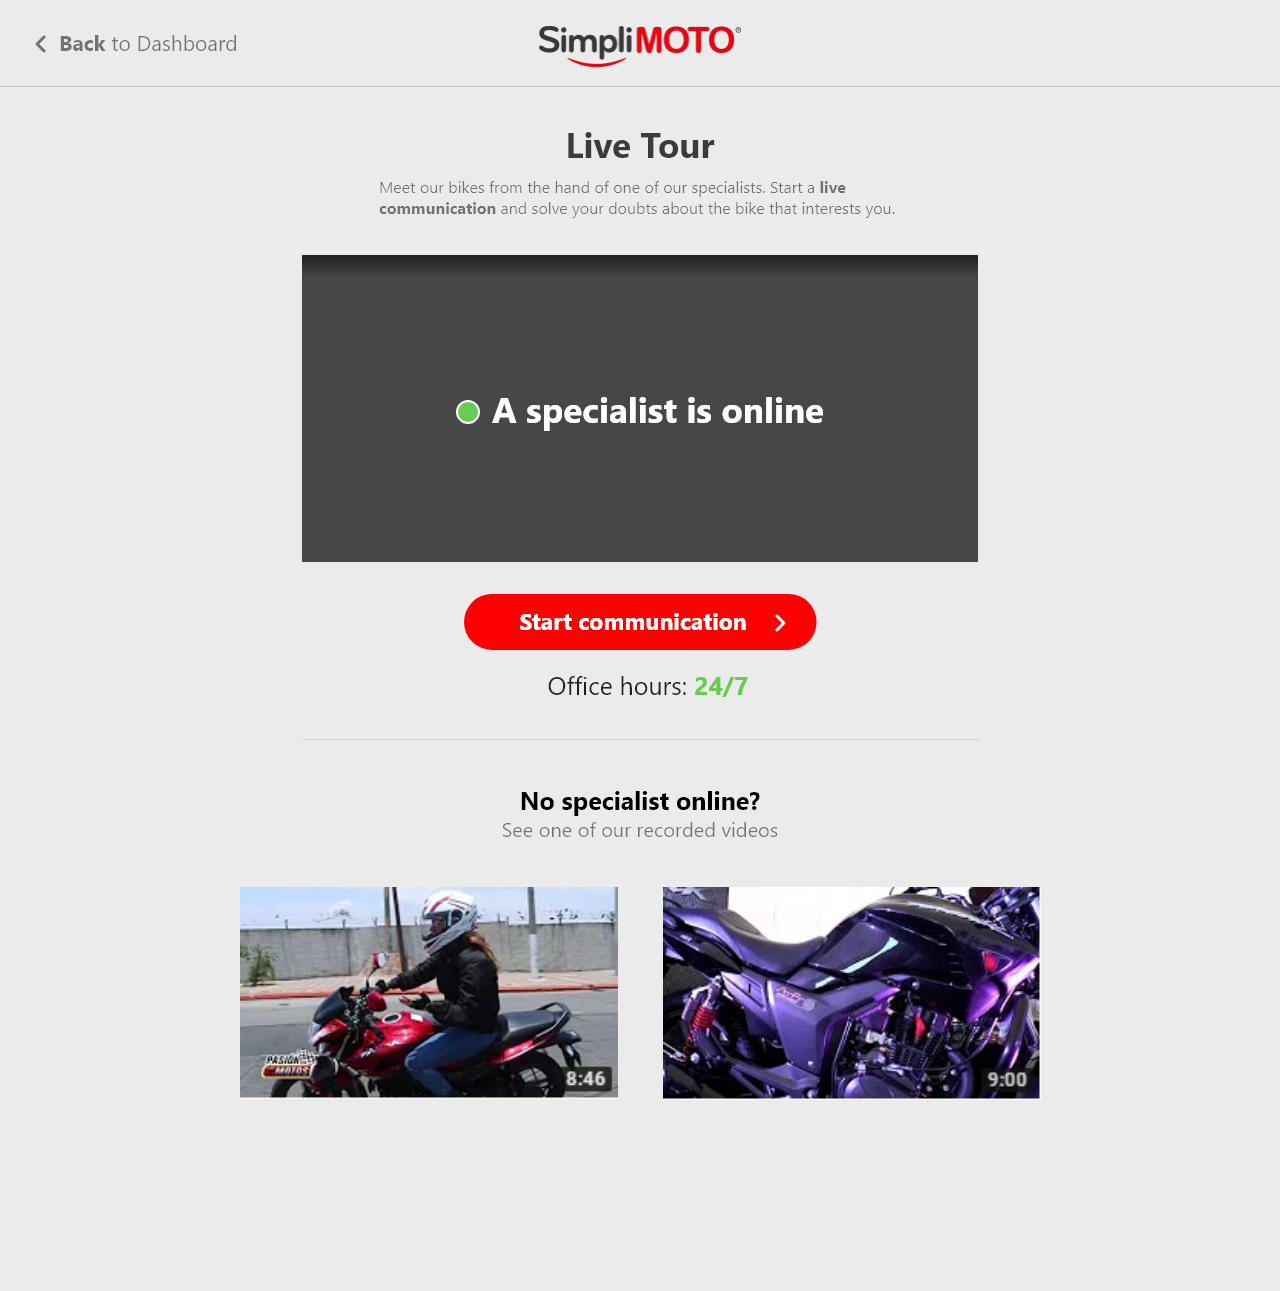 Back to Dashboard
SimpliMOTO®
Live Tour
Meet our bikes from the hand of one of our specialists. Start a live
communication and solve your doubts about the bike that interests you.
A specialist is online
Start communication
Office hours: 24/7
No specialist online?
See one of our recorded videos
PASIÓN
MOTOS
8:46
9:00